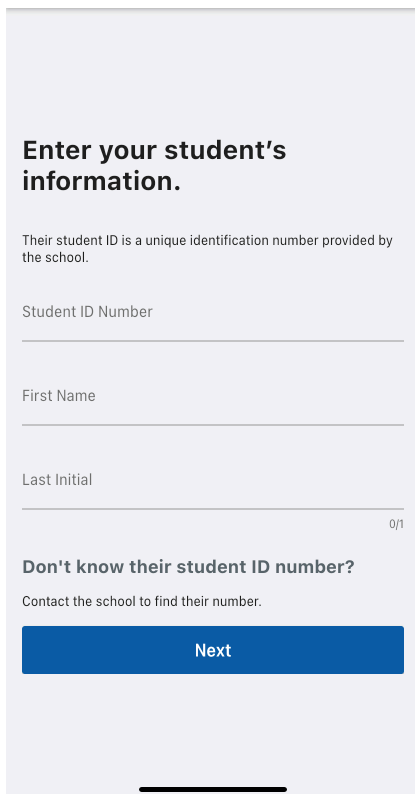 Enter your student’s
information.
Their student ID is a unique identification number provided by
the school.
Student ID Number
First Name
Last Initial
0/1
Don't know their student ID number?
Contact the school to find their number.
Next